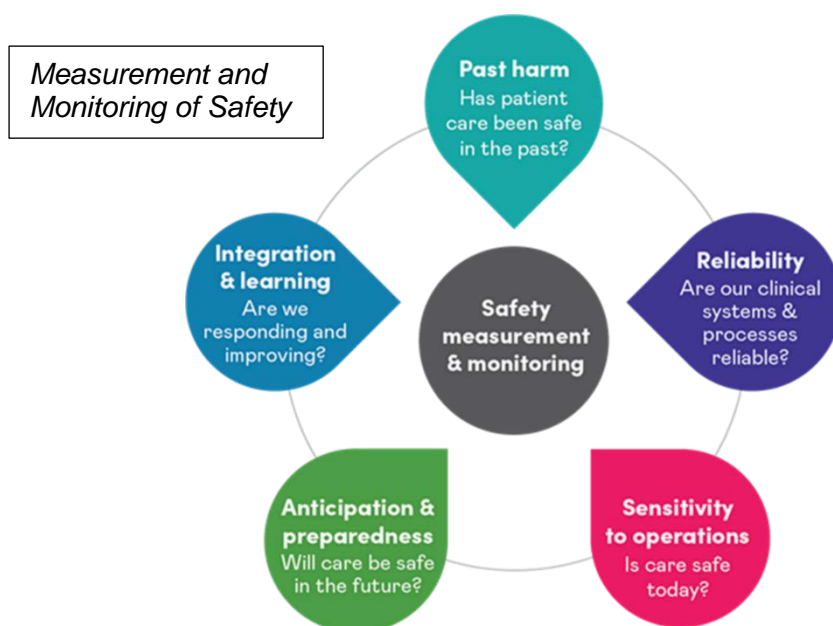 Measurement and
Monitoring of Safety
Past harm
Has patient
care been safe
in the past?
Integration
& learning
Are we
responding and
improving?
Safety
measurement
& monitoring
Reliability
Are our clinical
systems &
processes
reliable?
Anticipation &
preparedness
Will care be safe
in the future?
Sensitivity
to operations
Is care safe
today?